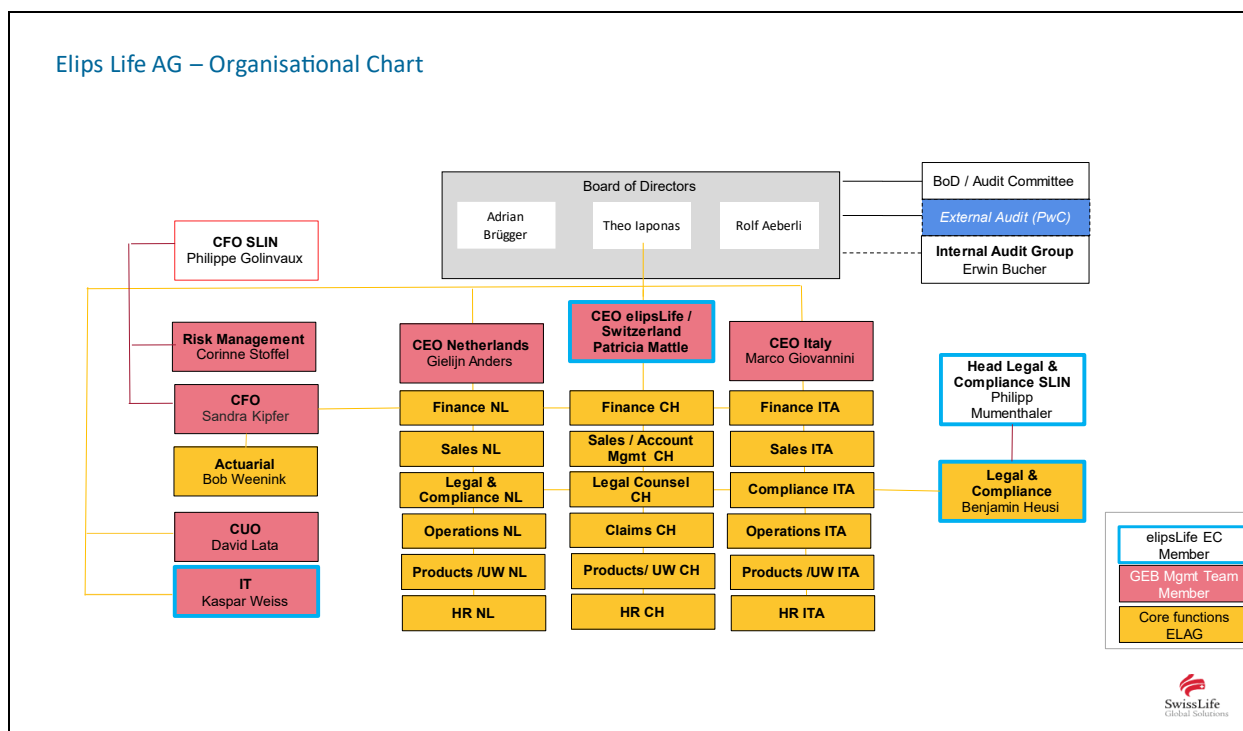 Elips Life AG – Organisational Chart
Board of Directors
Adrian
Brügger
Theo Iaponas
Rolf Aeberli
BoD / Audit Committee
External Audit (PwC)
Internal Audit Group
Erwin Bucher
CFO SLIN
Philippe Golinvaux
Risk Management
Corinne Stoffel
CFO
Sandra Kipfer
Actuarial
Bob Weenink
CUO
David Lata
IT
Kaspar Weiss
CEO Netherlands
Gielijn Anders
Finance NL
Sales NL
Legal &
Compliance NL
Operations NL
Products /UW NL
HR NL
CEO elipsLife /
Switzerland
Patricia Mattle
Finance CH
Sales / Account
Mgmt CH
Legal Counsel
CH
Claims CH
Products/ UW CH
HR CH
CEO Italy
Marco Giovannini
Finance ITA
Sales ITA
Compliance ITA
Operations ITA
Products /UW ITA
HR ITA
Head Legal &
Compliance SLIN
Philipp
Mumenthaler
Legal &
Compliance
Benjamin Heusi
elipsLife EC
Member
GEB Mgmt Team
Member
Core functions
ELAG
SwissLife
Global Solutions